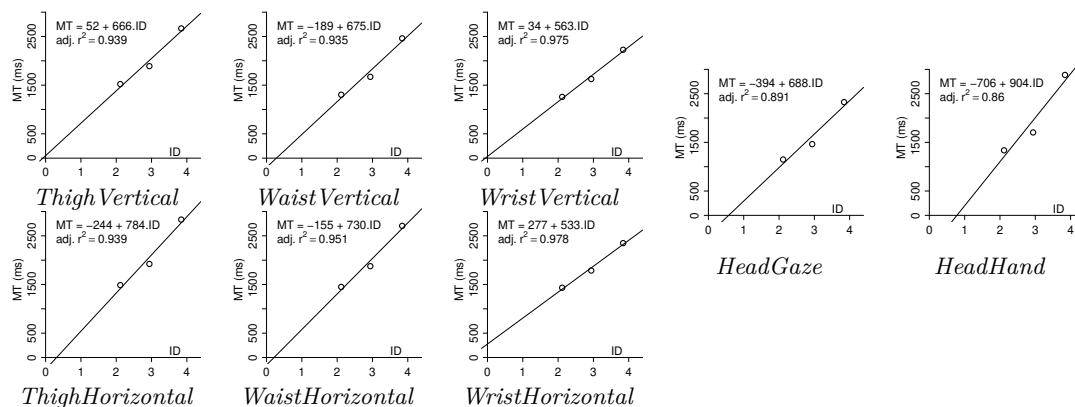 MT = 52 + 666.ID
adj. r² = 0.939
MT (ms)
0 500 1500 2500
ID
0 1 2 3 4
ThighVertical
MT = −189 + 675.ID
adj. r² = 0.935
MT (ms)
0 500 1500 2500
ID
0 1 2 3 4
WaistVertical
MT = 34 + 563.ID
adj. r² = 0.975
MT (ms)
0 500 1500 2500
ID
0 1 2 3 4
WristVertical
MT = −394 + 688.ID
adj. r² = 0.891
MT (ms)
0 500 1500 2500
ID
0 1 2 3 4
HeadGaze
MT = −706 + 904.ID
adj. r² = 0.86
MT (ms)
0 500 1500 2500
ID
0 1 2 3 4
HeadHand
MT = −244 + 784.ID
adj. r² = 0.939
MT (ms)
0 500 1500 2500
ID
0 1 2 3 4
ThighHorizontal
MT = −155 + 730.ID
adj. r² = 0.951
MT (ms)
0 500 1500 2500
ID
0 1 2 3 4
WaistHorizontal
MT = 277 + 533.ID
adj. r² = 0.978
MT (ms)
0 500 1500 2500
ID
0 1 2 3 4
WristHorizontal